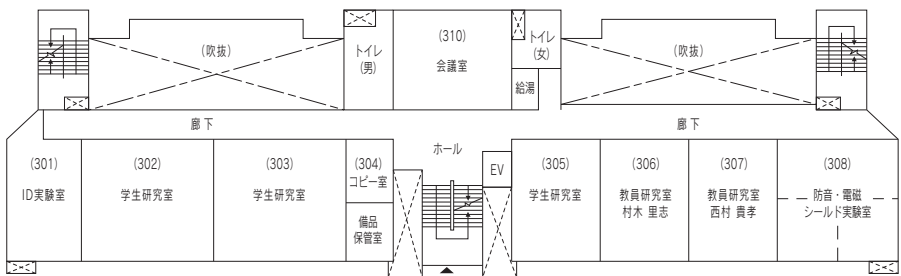 (吹抜)
トイレ
(男)
(310)
会議室
トイレ
(女)
給湯
(吹抜)
廊下
ホール
廊下
(301)
ID実験室
(302)
学生研究室
(303)
学生研究室
(304)
コピー室
備品
保管室
EV
(305)
学生研究室
(306)
教員研究室
村木 里志
(307)
教員研究室
西村 貴孝
(308)
防音・電磁
シールド実験室